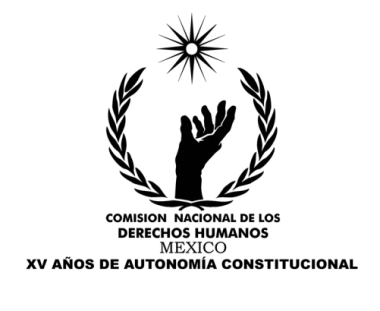 COMISION NACIONAL DE LOS
DERECHOS HUMANOS
MEXICO
XV AÑOS DE AUTONOMÍA CONSTITUCIONAL